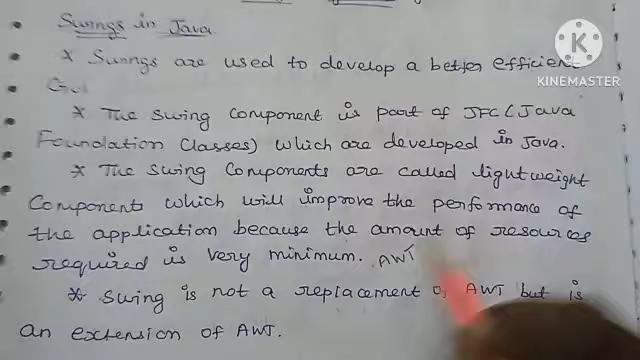 Swings in Java
K
KINEMASTER
* Swings are used to develop a better efficient
GUI
* The swing component is part of JFC (Java
Foundation Classes) which are developed in Java.
* The swing components are called lightweight
components which will improve the performance of
the application because the amount of resources
required is very minimum. AWT
* Swing is not a replacement of AWT but is
an extension of AWT.